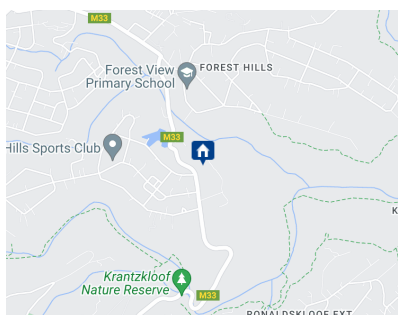 M33
Forest View
Primary School
FOREST HILLS
M33
Hills Sports Club
Krantzkloof
Nature Reserve
M33
K
RONALDSKLOOF EXT